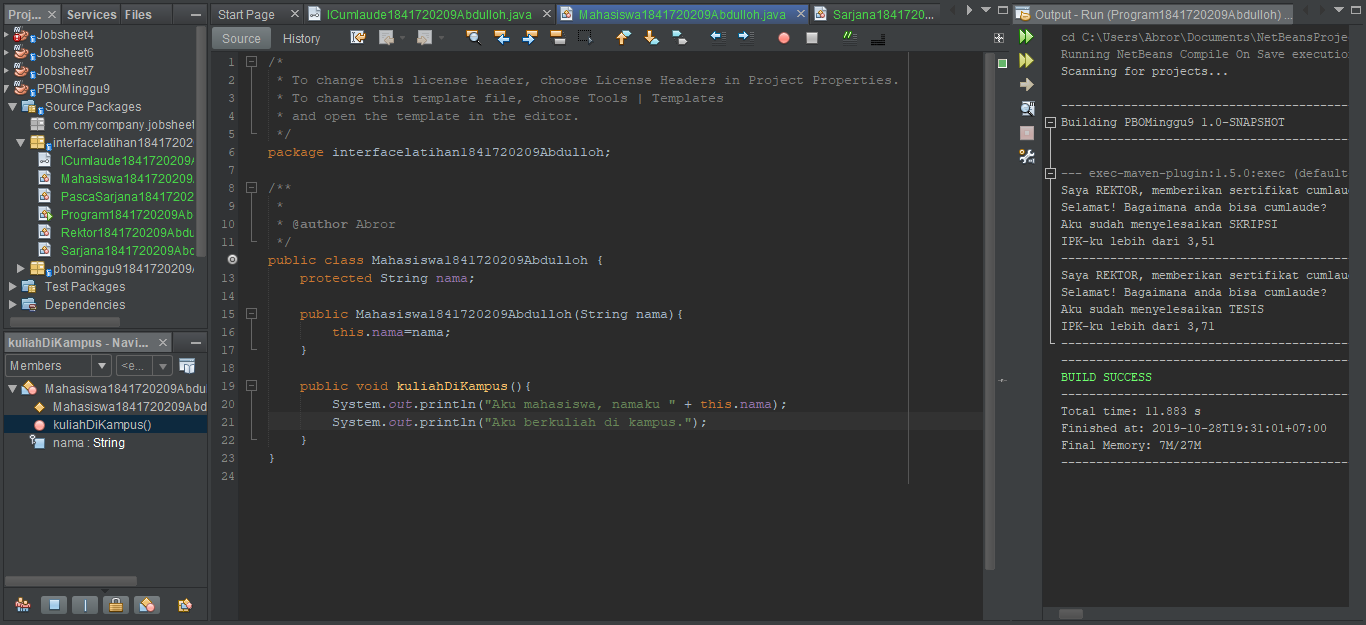 Proj... Services Files
Jobsheet4
Jobsheet6
Jobsheet7
PBOMinggu9
Source Packages
com.mycompany.jobsheet
interfacelatihan184172020
ICumlaude1841720209
Mahasiswa184172020
PascaSarjana1841720
Program1841720209Ab
Rektor1841720209Abdu
Sarjana1841720209Abd
pbominggu91841720209
Test Packages
Dependencies
kuliahDiKampus - Navi...
Members <e...
Mahasiswa1841720209Abdu
Mahasiswa1841720209Abd
kuliahDiKampus()
nama : String
Start Page ICumlaude1841720209Abdulloh.java Mahasiswa1841720209Abdulloh.java Sarjana1841720...
Source History
1 /*
2 * To change this license header, choose License Headers in Project Properties.
3 * To change this template file, choose Tools | Templates
4 * and open the template in the editor.
5 */
6 package interfacelatihan1841720209Abdulloh;
7
8 /**
9 *
10 * @author Abror
11 */
public class Mahasiswa1841720209Abdulloh {
13 protected String nama;
14
15 public Mahasiswa1841720209Abdulloh(String nama){
16 this.nama=nama;
17 }
18
19 public void kuliahDiKampus(){
20 System.out.println("Aku mahasiswa, namaku " + this.nama);
21 System.out.println("Aku berkuliah di kampus.");
22 }
23 }
24
Output - Run (Program1841720209Abdulloh) ...
cd C:\Users\Abror\Documents\NetBeansProje
Running NetBeans Compile On Save executio
Scanning for projects...
------------------------------------
Building PBOMinggu9 1.0-SNAPSHOT
------------------------------------
--- exec-maven-plugin:1.5.0:exec (default
Saya REKTOR, memberikan sertifikat cumlau
Selamat! Bagaimana anda bisa cumlaude?
Aku sudah menyelesaikan SKRIPSI
IPK-ku lebih dari 3,51
------------------------------------
Saya REKTOR, memberikan sertifikat cumlau
Selamat! Bagaimana anda bisa cumlaude?
Aku sudah menyelesaikan TESIS
IPK-ku lebih dari 3,71
------------------------------------
------------------------------------
BUILD SUCCESS
------------------------------------
Total time: 11.883 s
Finished at: 2019-10-28T19:31:01+07:00
Final Memory: 7M/27M
------------------------------------